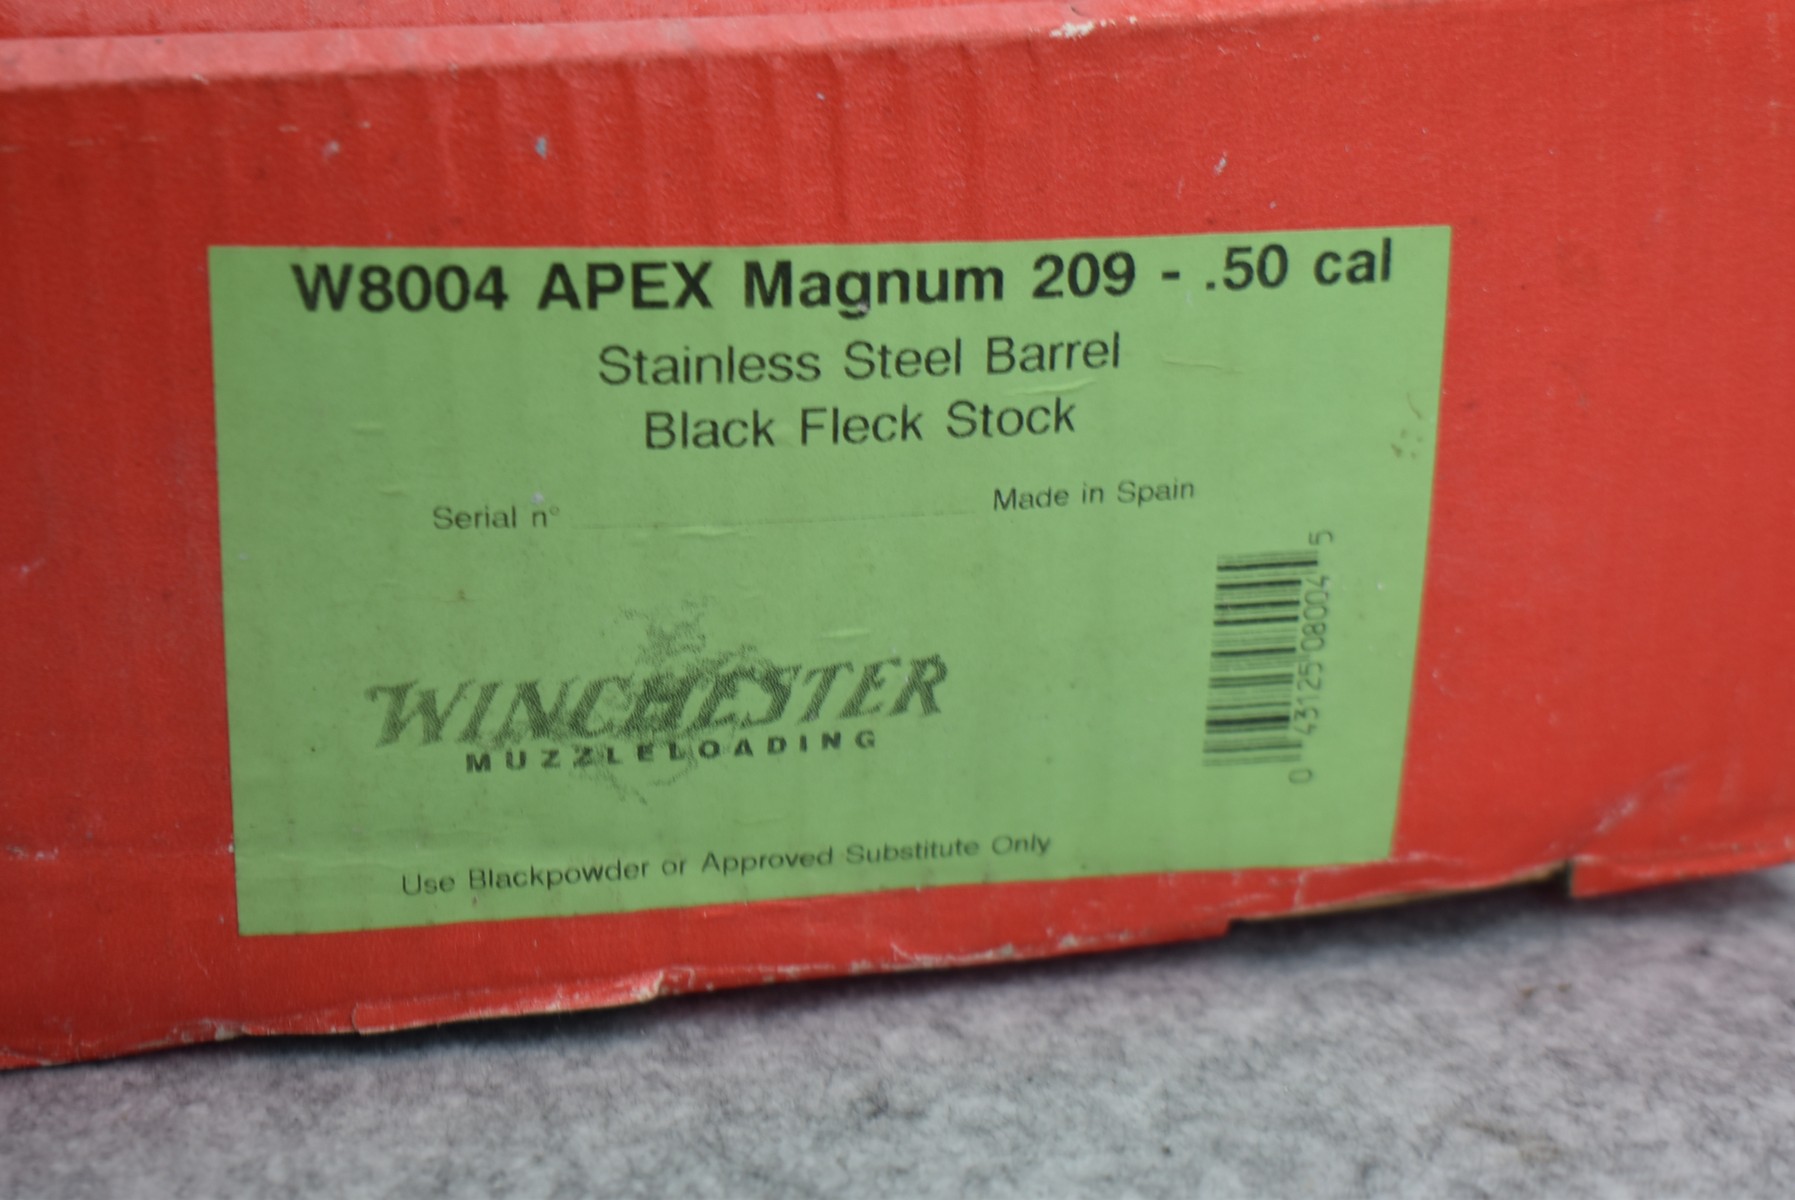 W8004 APEX Magnum 209 - .50 cal
Stainless Steel Barrel
Black Fleck Stock
Serial n° Made in Spain
WINCHESTER
MUZZLELOADING
0 43125 08004 5
Use Blackpowder or Approved Substitute Only